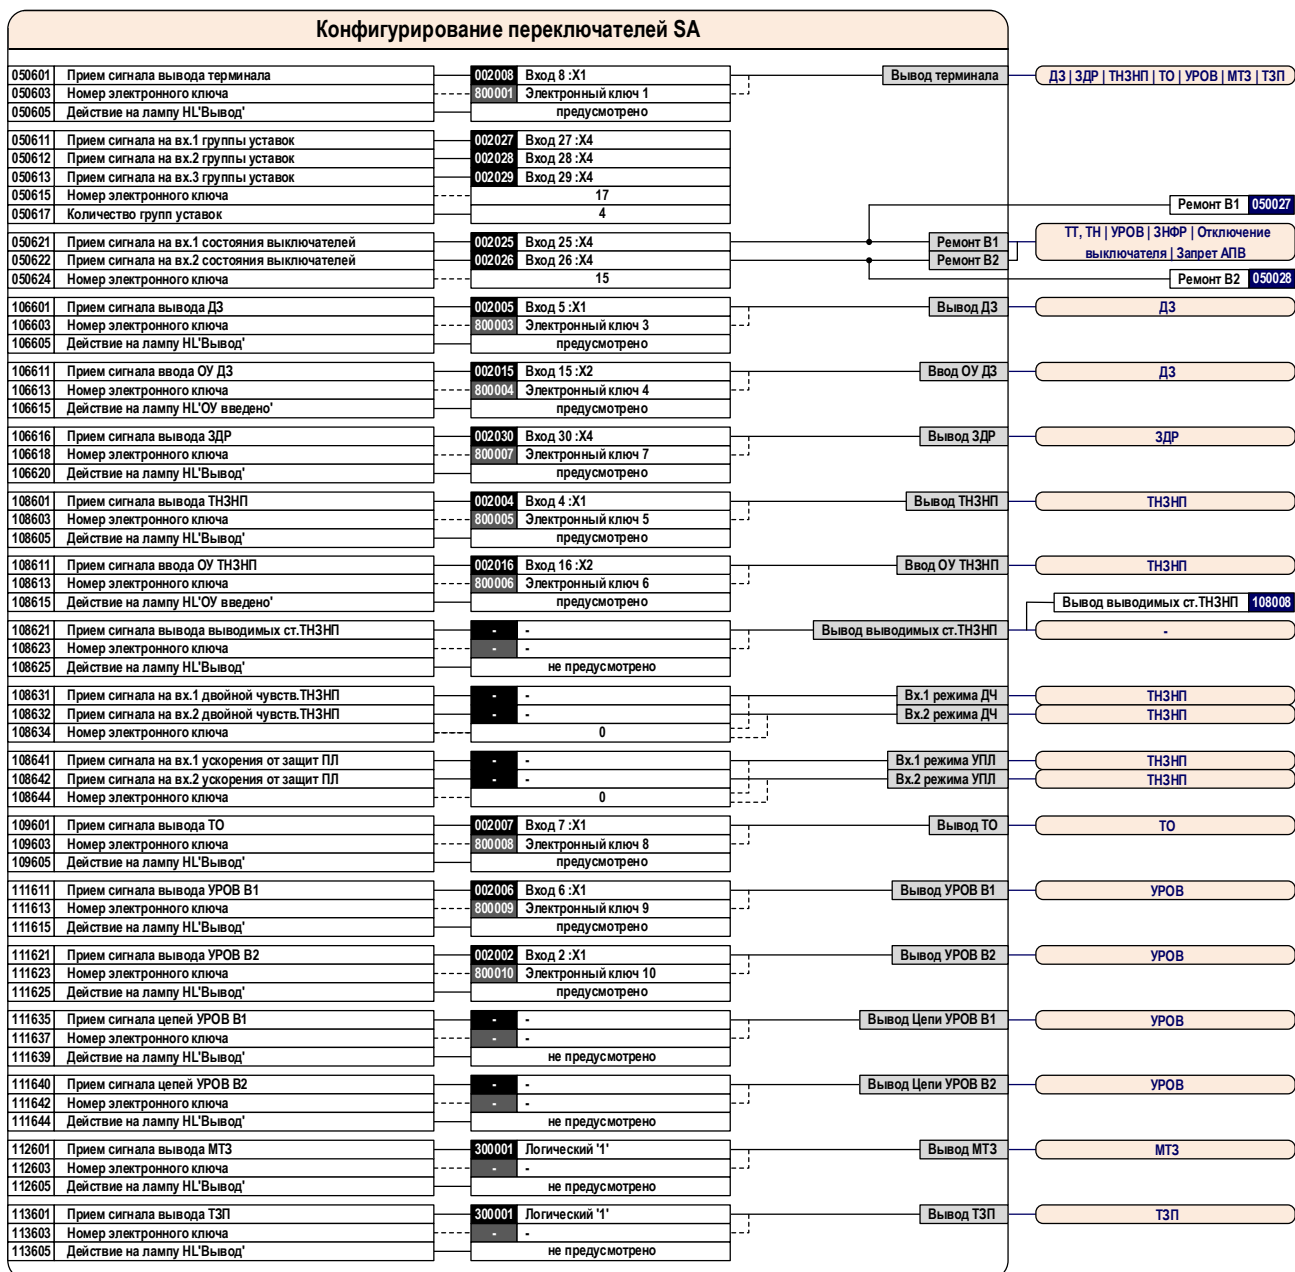 Конфигурирование переключателей SA
050601 Прием сигнала вывода терминала 002008 Вход 8 :X1 Вывод терминала ДЗ | ЗДР | ТНЗНП | ТО | УРОВ | МТЗ | ТЗП
050603 Номер электронного ключа 800001 Электронный ключ 1
050605 Действие на лампу HL'Вывод' предусмотрено
050611 Прием сигнала на вх.1 группы уставок 002027 Вход 27 :X4
050612 Прием сигнала на вх.2 группы уставок 002028 Вход 28 :X4
050613 Прием сигнала на вх.3 группы уставок 002029 Вход 29 :X4
050615 Номер электронного ключа 17
050617 Количество групп уставок 4
Ремонт В1 050027
050621 Прием сигнала на вх.1 состояния выключателей 002025 Вход 25 :X4 Ремонт В1 ТТ, ТН | УРОВ | ЗНФР | Отключение
050622 Прием сигнала на вх.2 состояния выключателей 002026 Вход 26 :X4 Ремонт В2 выключателя | Запрет АПВ
050624 Номер электронного ключа 15 Ремонт В2 050028
106601 Прием сигнала вывода ДЗ 002005 Вход 5 :X1 Вывод ДЗ ДЗ
106603 Номер электронного ключа 800003 Электронный ключ 3
106605 Действие на лампу HL'Вывод' предусмотрено
106611 Прием сигнала ввода ОУ ДЗ 002015 Вход 15 :X2 Ввод ОУ ДЗ ДЗ
106613 Номер электронного ключа 800004 Электронный ключ 4
106615 Действие на лампу HL'ОУ введено' предусмотрено
106616 Прием сигнала вывода ЗДР 002030 Вход 30 :X4 Вывод ЗДР ЗДР
106618 Номер электронного ключа 800007 Электронный ключ 7
106620 Действие на лампу HL'Вывод' предусмотрено
108601 Прием сигнала вывода ТНЗНП 002004 Вход 4 :X1 Вывод ТНЗНП ТНЗНП
108603 Номер электронного ключа 800005 Электронный ключ 5
108605 Действие на лампу HL'Вывод' предусмотрено
108611 Прием сигнала ввода ОУ ТНЗНП 002016 Вход 16 :X2 Ввод ОУ ТНЗНП ТНЗНП
108613 Номер электронного ключа 800006 Электронный ключ 6
108615 Действие на лампу HL'ОУ введено' предусмотрено Вывод выводимых ст.ТНЗНП 108008
108621 Прием сигнала вывода выводимых ст.ТНЗНП - - Вывод выводимых ст.ТНЗНП -
108623 Номер электронного ключа - -
108625 Действие на лампу HL'Вывод' не предусмотрено
108631 Прием сигнала на вх.1 двойной чувств.ТНЗНП - - Вх.1 режима ДЧ ТНЗНП
108632 Прием сигнала на вх.2 двойной чувств.ТНЗНП - - Вх.2 режима ДЧ ТНЗНП
108634 Номер электронного ключа 0
108641 Прием сигнала на вх.1 ускорения от защит ПЛ - - Вх.1 режима УПЛ ТНЗНП
108642 Прием сигнала на вх.2 ускорения от защит ПЛ - - Вх.2 режима УПЛ ТНЗНП
108644 Номер электронного ключа 0
109601 Прием сигнала вывода ТО 002007 Вход 7 :X1 Вывод ТО ТО
109603 Номер электронного ключа 800008 Электронный ключ 8
109605 Действие на лампу HL'Вывод' предусмотрено
111611 Прием сигнала вывода УРОВ В1 002006 Вход 6 :X1 Вывод УРОВ В1 УРОВ
111613 Номер электронного ключа 800009 Электронный ключ 9
111615 Действие на лампу HL'Вывод' предусмотрено
111621 Прием сигнала вывода УРОВ В2 002002 Вход 2 :X1 Вывод УРОВ В2 УРОВ
111623 Номер электронного ключа 800010 Электронный ключ 10
111625 Действие на лампу HL'Вывод' предусмотрено
111635 Прием сигнала цепей УРОВ В1 - - Вывод Цепи УРОВ В1 УРОВ
111637 Номер электронного ключа - -
111639 Действие на лампу HL'Вывод' не предусмотрено
111640 Прием сигнала цепей УРОВ В2 - - Вывод Цепи УРОВ В2 УРОВ
111642 Номер электронного ключа - -
111644 Действие на лампу HL'Вывод' не предусмотрено
112601 Прием сигнала вывода МТЗ 300001 Логический '1' Вывод МТЗ МТЗ
112603 Номер электронного ключа - -
112605 Действие на лампу HL'Вывод' не предусмотрено
113601 Прием сигнала вывода ТЗП 300001 Логический '1' Вывод ТЗП ТЗП
113603 Номер электронного ключа - -
113605 Действие на лампу HL'Вывод' не предусмотрено